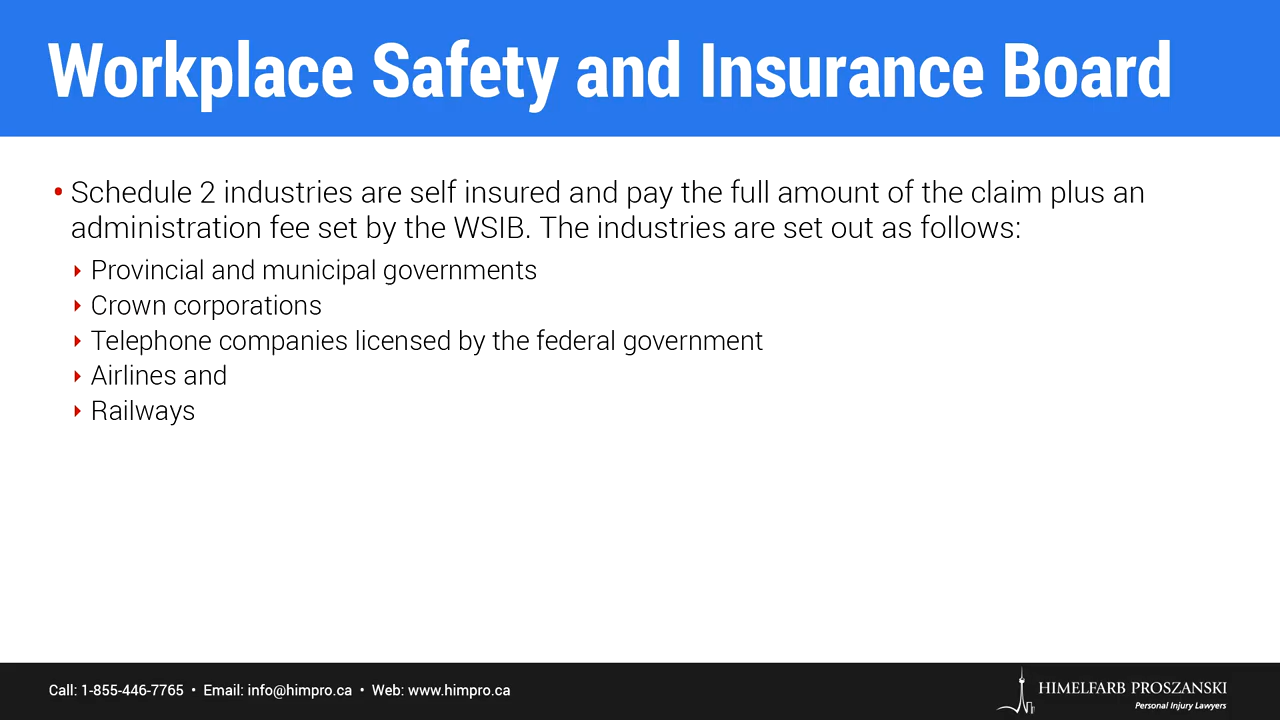 Workplace Safety and Insurance Board
• Schedule 2 industries are self insured and pay the full amount of the claim plus an
administration fee set by the WSIB. The industries are set out as follows:
‣ Provincial and municipal governments
‣ Crown corporations
‣ Telephone companies licensed by the federal government
‣ Airlines and
‣ Railways
Call: 1-855-446-7765 • Email: info@himpro.ca • Web: www.himpro.ca
HIMELFARB PROSZANSKI
Personal Injury Lawyers